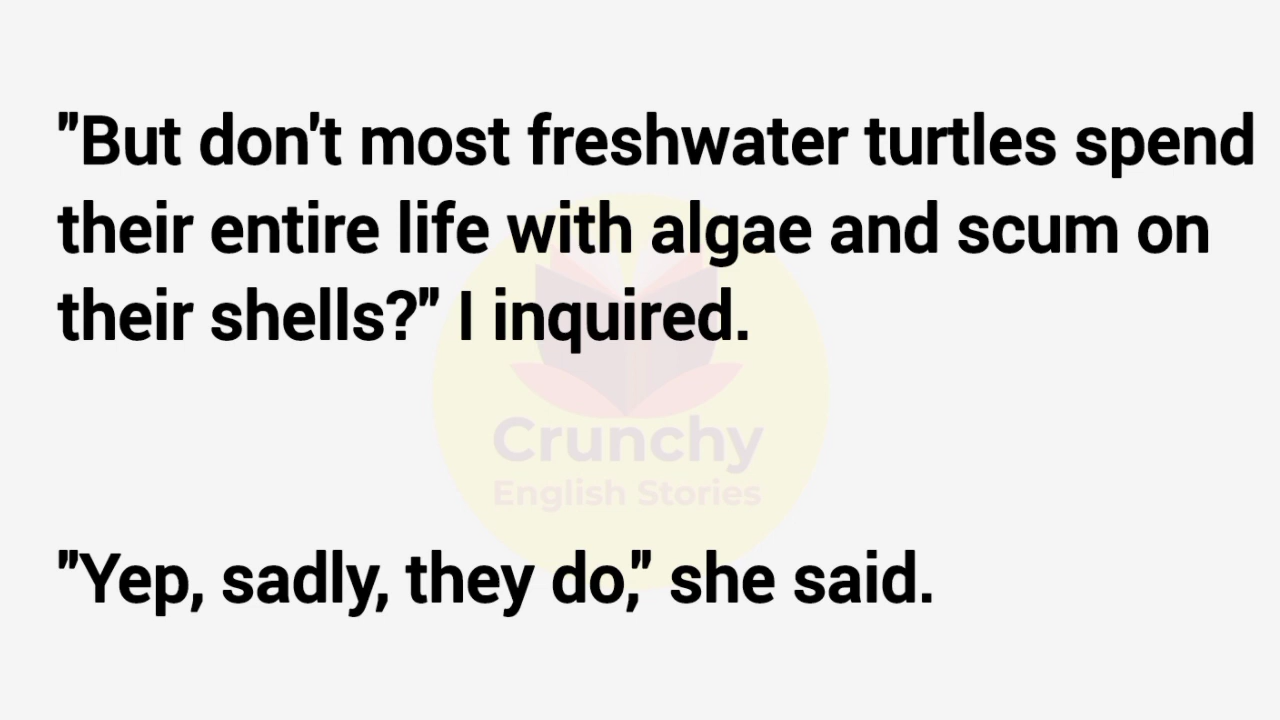 "But don't most freshwater turtles spend
their entire life with algae and scum on
their shells?" I inquired.
Crunchy
English Stories
"Yep, sadly, they do," she said.